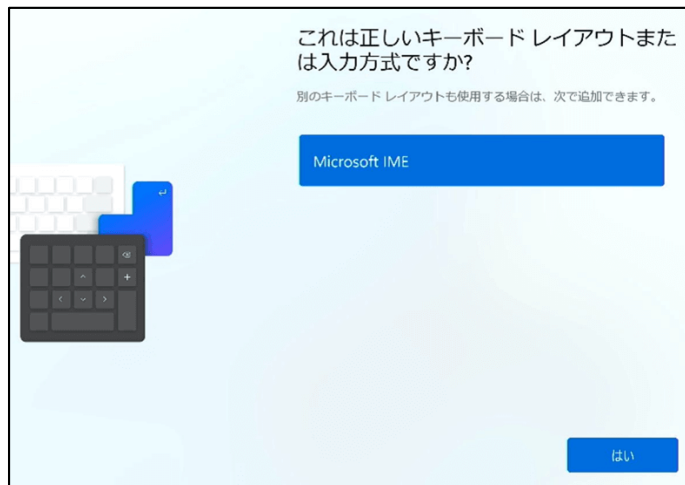 これは正しいキーボード レイアウトまた
は入力方式ですか?
別のキーボード レイアウトも使用する場合は、次で追加できます。
Microsoft IME
はい